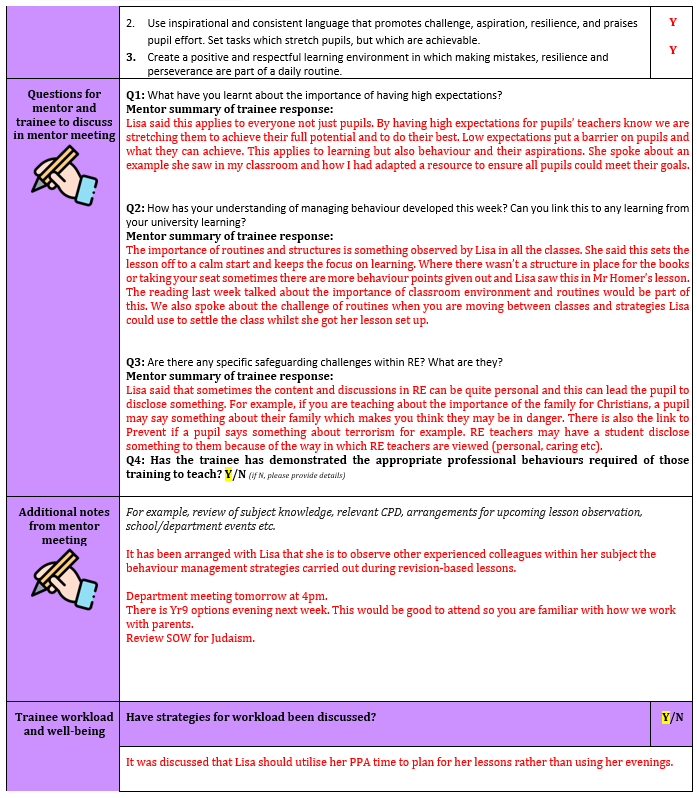 2. Use inspirational and consistent language that promotes challenge, aspiration, resilience, and praises
pupil effort. Set tasks which stretch pupils, but which are achievable.
Y
3. Create a positive and respectful learning environment in which making mistakes, resilience and
perseverance are part of a daily routine.
Y
Questions for
mentor and
trainee to discuss
in mentor meeting
Q1: What have you learnt about the importance of having high expectations?
Mentor summary of trainee response:
Lisa said this applies to everyone not just pupils. By having high expectations for pupils' teachers know we are
stretching them to achieve their full potential and to do their best. Low expectations put a barrier on pupils and
what they can achieve. This applies to learning but also behaviour and their aspirations. She spoke about an
example she saw in my classroom and how I had adapted a resource to ensure all pupils could meet their goals.
Q2: How has your understanding of managing behaviour developed this week? Can you link this to any learning from
your university learning?
Mentor summary of trainee response:
The importance of routines and structures is something observed by Lisa in all the classes. She said this sets the
lesson off to a calm start and keeps the focus on learning. Where there wasn't a structure in place for the books
or taking your seat sometimes there are more behaviour points given out and Lisa saw this in Mr Homer's lesson.
The reading last week talked about the importance of classroom environment and routines would be part of
this. We also spoke about the challenge of routines when you are moving between classes and strategies Lisa
could use to settle the class whilst she got her lesson set up.
Q3: Are there any specific safeguarding challenges within RE? What are they?
Mentor summary of trainee response:
Lisa said that sometimes the content and discussions in RE can be quite personal and this can lead the pupil to
disclose something. For example, if you are teaching about the importance of the family for Christians, a pupil
may say something about their family which makes you think they may be in danger. There is also the link to
Prevent if a pupil says something about terrorism for example. RE teachers may have a student disclose
something to them because of the way in which RE teachers are viewed (personal, caring etc).
Q4: Has the trainee has demonstrated the appropriate professional behaviours required of those
training to teach? Y/N (if N, please provide details)
Additional notes
from mentor
meeting
For example, review of subject knowledge, relevant CPD, arrangements for upcoming lesson observation,
school/department events etc.
It has been arranged with Lisa that she is to observe other experienced colleagues within her subject the
behaviour management strategies carried out during revision-based lessons.
Department meeting tomorrow at 4pm.
There is Yr9 options evening next week. This would be good to attend so you are familiar with how we work
with parents.
Review SOW for Judaism.
Trainee workload
and well-being
Have strategies for workload been discussed?
Y/N
It was discussed that Lisa should utilise her PPA time to plan for her lessons rather than using her evenings.